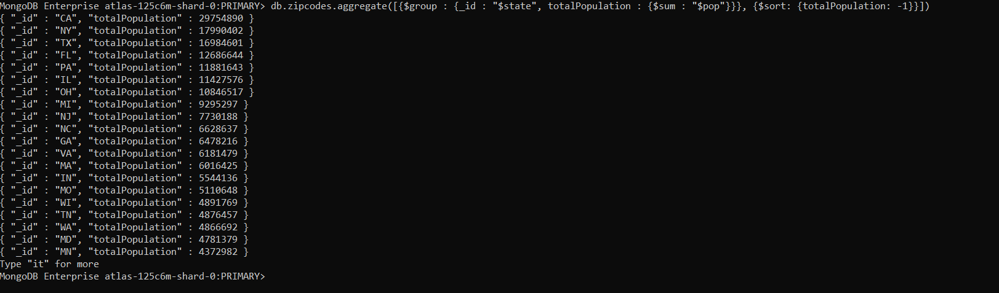 MongoDB Enterprise atlas-125c6m-shard-0:PRIMARY> db.zipcodes.aggregate([{$group : {_id : "$state", totalPopulation : {$sum : "$pop"}}}, {$sort: {totalPopulation: -1}}])
{ "_id" : "CA", "totalPopulation" : 29754890 }
{ "_id" : "NY", "totalPopulation" : 17990402 }
{ "_id" : "TX", "totalPopulation" : 16984601 }
{ "_id" : "FL", "totalPopulation" : 12686644 }
{ "_id" : "PA", "totalPopulation" : 11881643 }
{ "_id" : "IL", "totalPopulation" : 11427576 }
{ "_id" : "OH", "totalPopulation" : 10846517 }
{ "_id" : "MI", "totalPopulation" : 9295297 }
{ "_id" : "NJ", "totalPopulation" : 7730188 }
{ "_id" : "NC", "totalPopulation" : 6628637 }
{ "_id" : "GA", "totalPopulation" : 6478216 }
{ "_id" : "VA", "totalPopulation" : 6181479 }
{ "_id" : "MA", "totalPopulation" : 6016425 }
{ "_id" : "IN", "totalPopulation" : 5544136 }
{ "_id" : "MO", "totalPopulation" : 5110648 }
{ "_id" : "WI", "totalPopulation" : 4891769 }
{ "_id" : "TN", "totalPopulation" : 4876457 }
{ "_id" : "WA", "totalPopulation" : 4866692 }
{ "_id" : "MD", "totalPopulation" : 4781379 }
{ "_id" : "MN", "totalPopulation" : 4372982 }
Type "it" for more
MongoDB Enterprise atlas-125c6m-shard-0:PRIMARY>